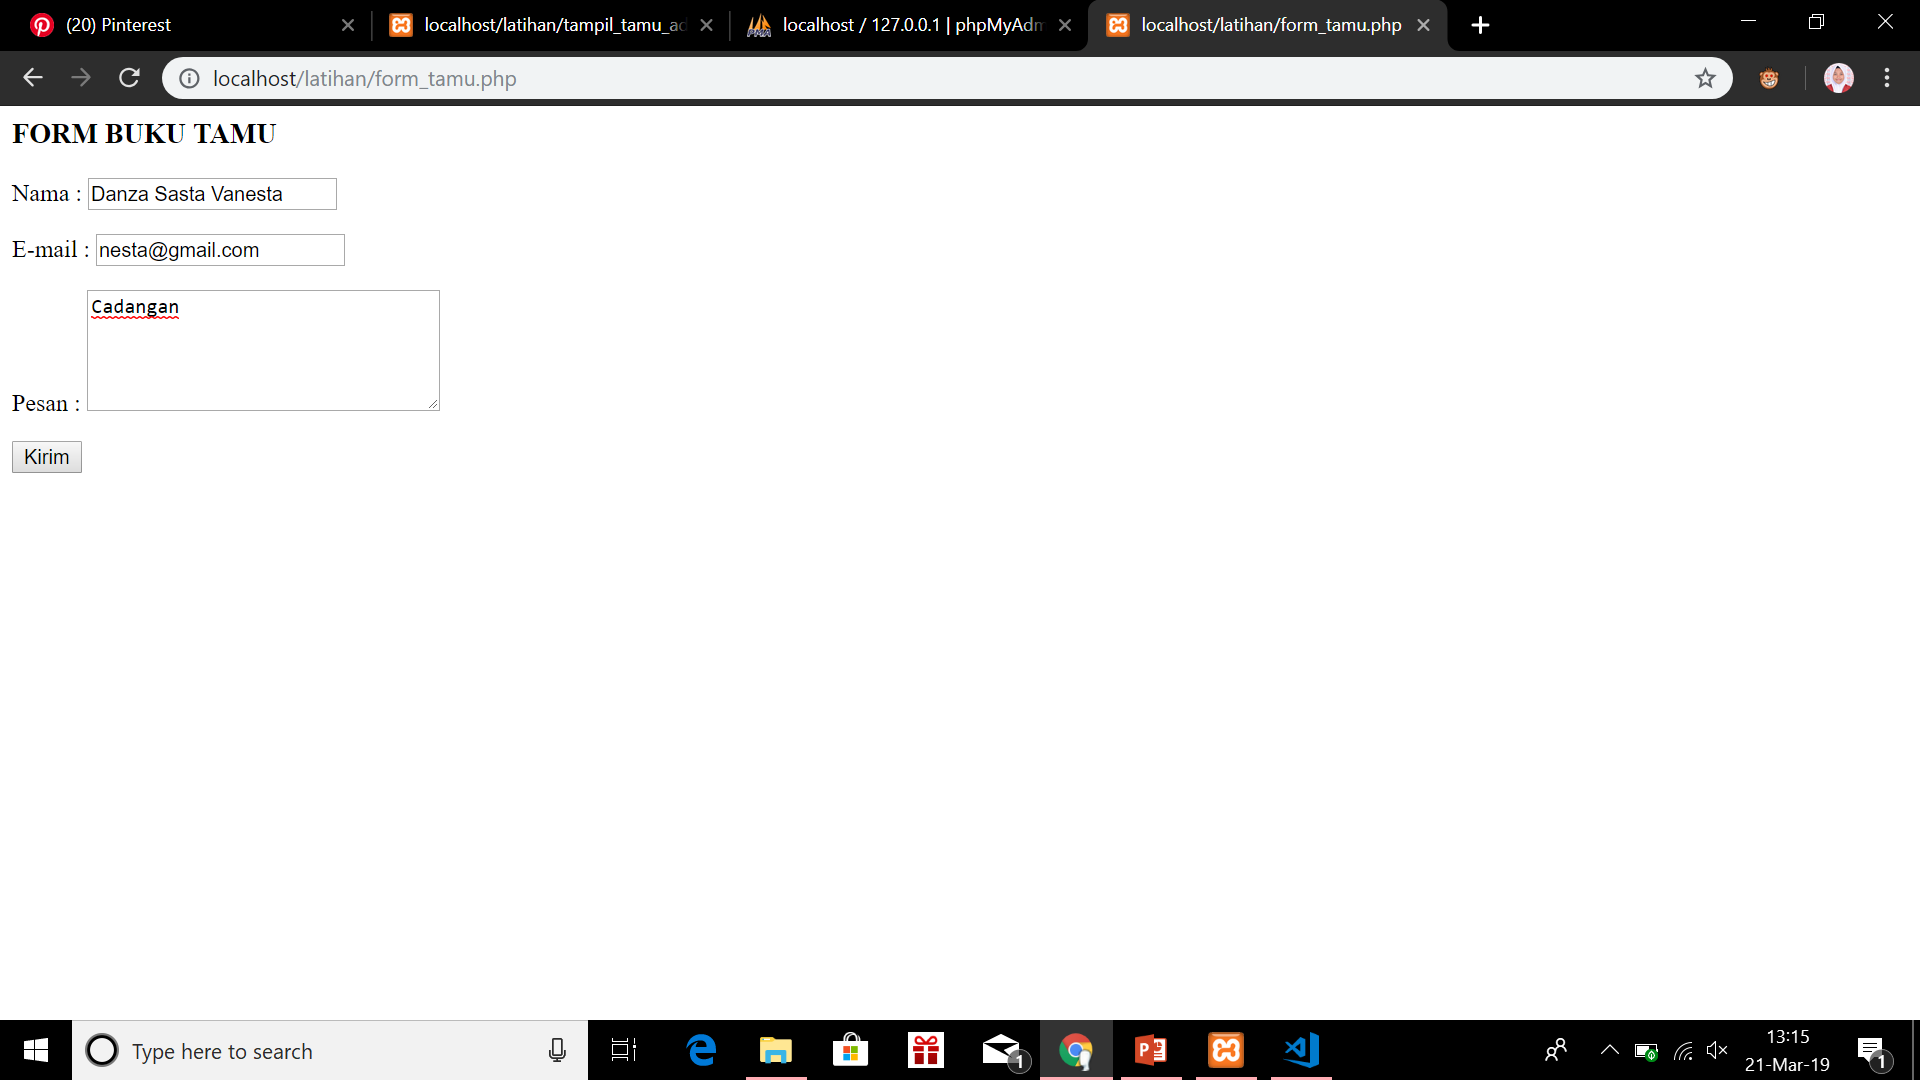 (20) Pinterest
localhost/latihan/tampil_tamu_ad
localhost / 127.0.0.1 | phpMyAdm
localhost/latihan/form_tamu.php
localhost/latihan/form_tamu.php
FORM BUKU TAMU
Nama : Danza Sasta Vanesta
E-mail : nesta@gmail.com
Cadangan
Pesan :
Kirim
Type here to search
1
13:15
21-Mar-19
1